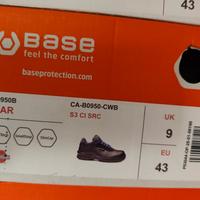 43
BASE
feel the comfort
baseprotection.com
0950B
AR
CA-B0950-CWB
S3 CI SRC
UK
9
EU
43